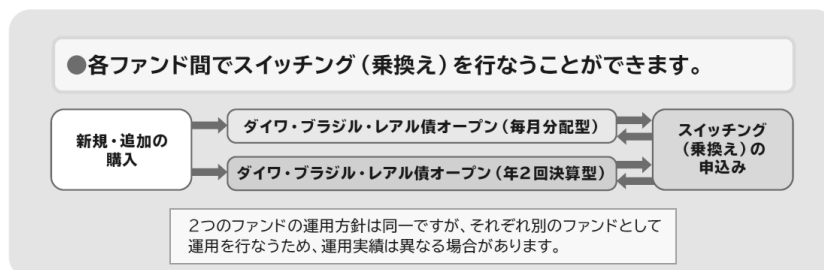 ●各ファンド間でスイッチング(乗換え)を行なうことができます。
新規・追加の
購入
ダイワ・ブラジル・レアル債オープン(毎月分配型)
ダイワ・ブラジル・レアル債オープン(年2回決算型)
スイッチング
(乗換え)の
申込み
2つのファンドの運用方針は同一ですが、それぞれ別のファンドとして
運用を行なうため、運用実績は異なる場合があります。